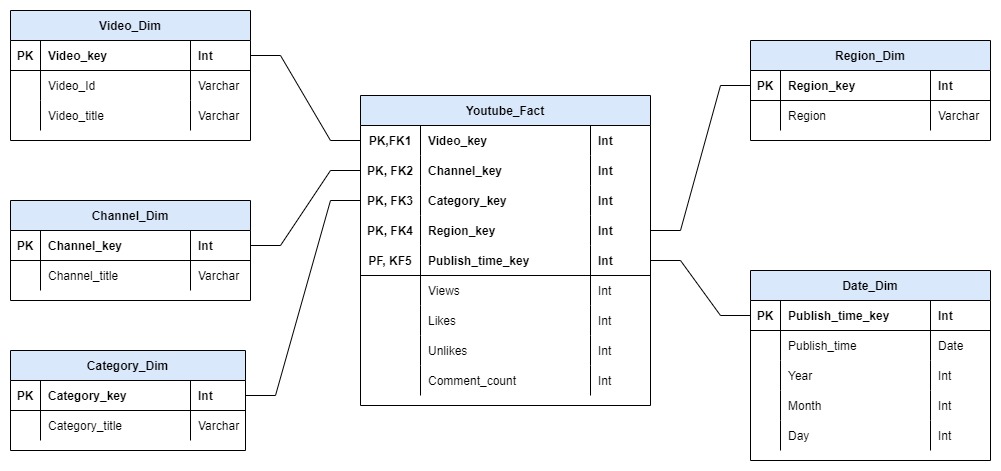 Video_Dim
PK Video_key Int
Video_Id Varchar
Video_title Varchar
Channel_Dim
PK Channel_key Int
Channel_title Varchar
Category_Dim
PK Category_key Int
Category_title Varchar
Youtube_Fact
PK,FK1 Video_key Int
PK, FK2 Channel_key Int
PK, FK3 Category_key Int
PK, FK4 Region_key Int
PF, KF5 Publish_time_key Int
Views Int
Likes Int
Unlikes Int
Comment_count Int
Region_Dim
PK Region_key Int
Region Varchar
Date_Dim
PK Publish_time_key Int
Publish_time Date
Year Int
Month Int
Day Int